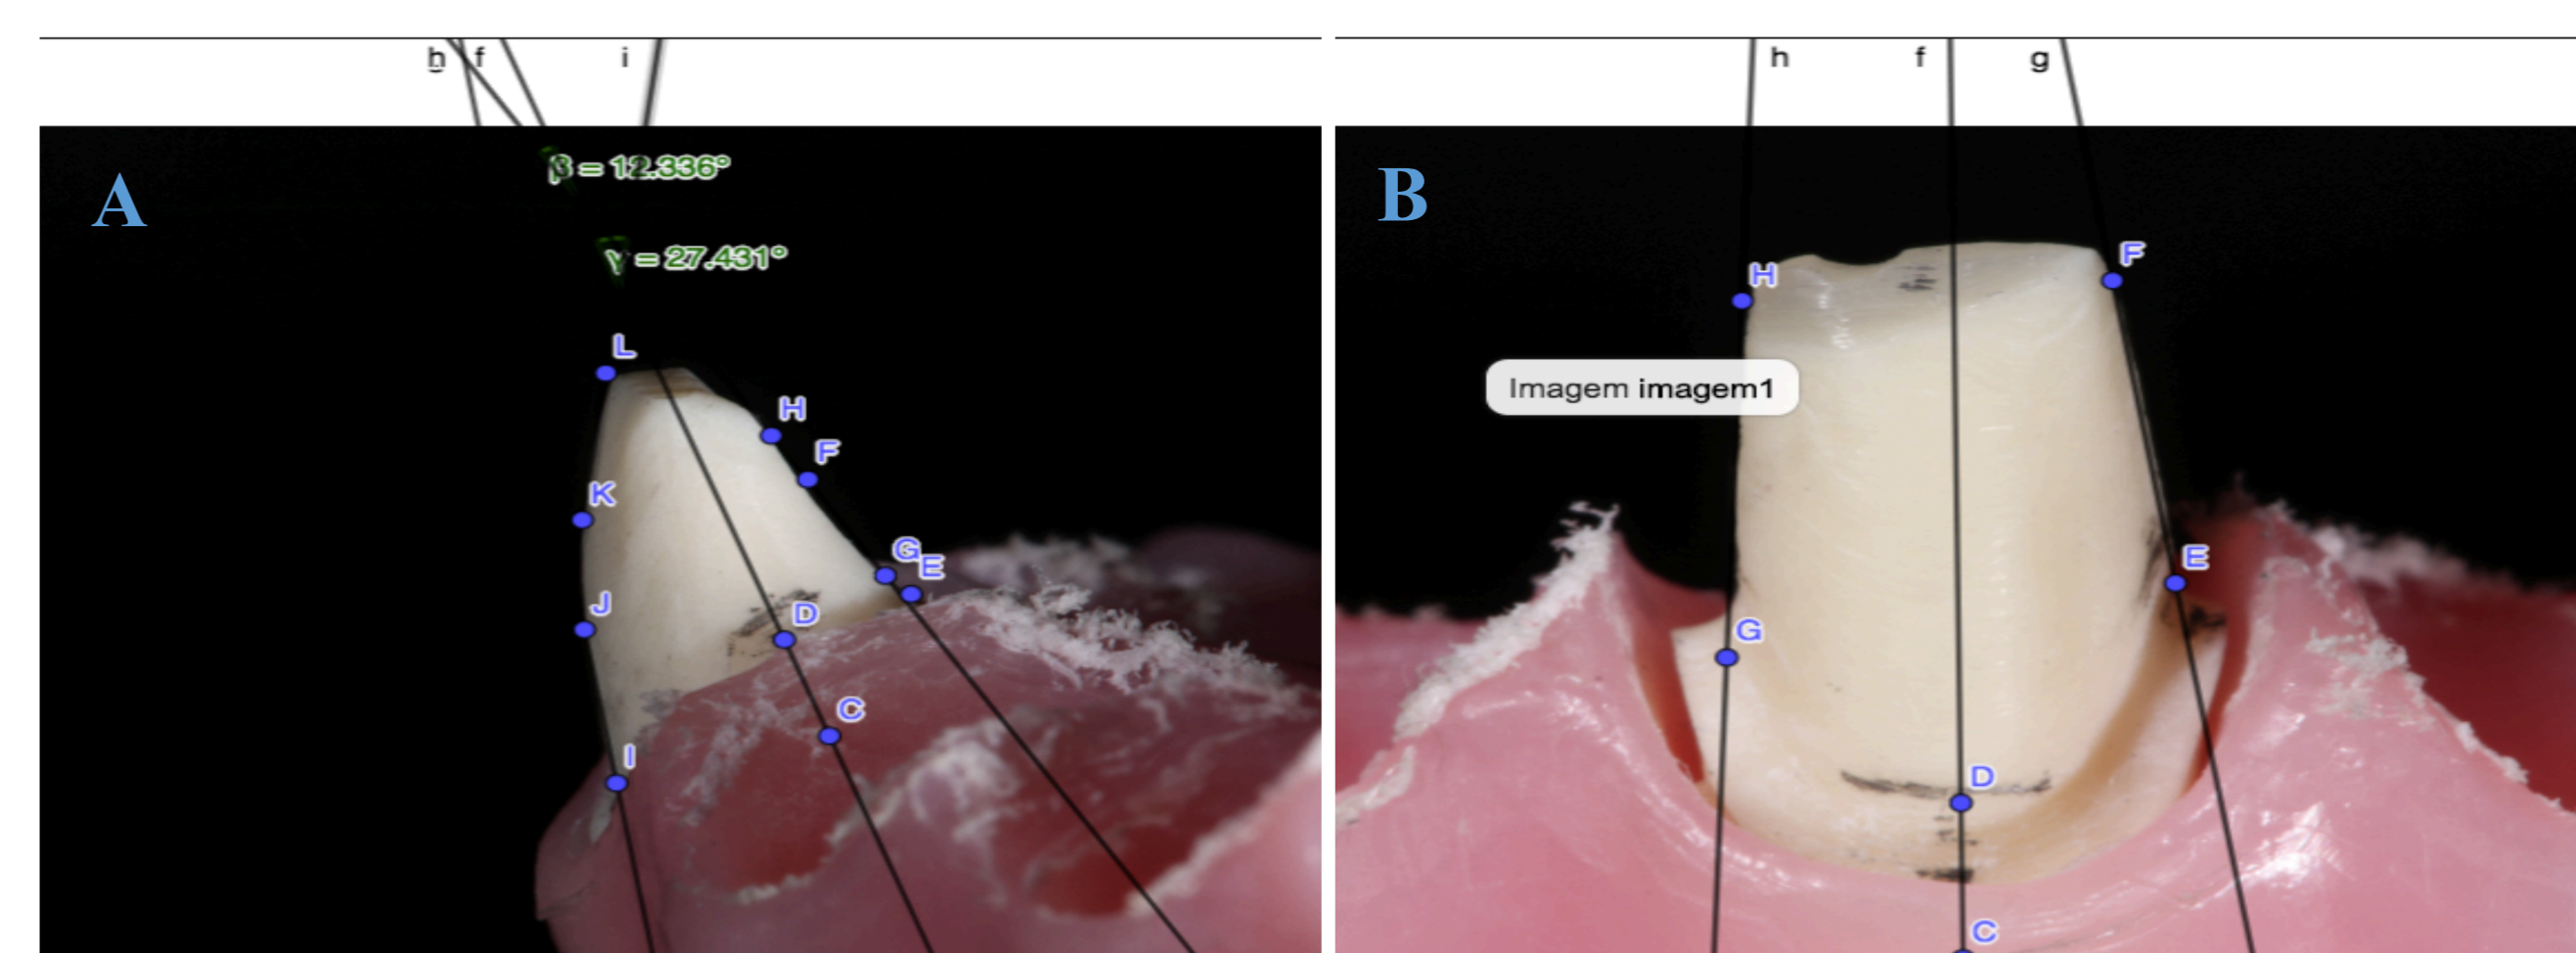 h f i
A
β = 12.336°
γ = 27.431°
L
H
F
K
G E
J
D
C
I
h f g
B
H
F
Imagem imagem1
E
G
D
C